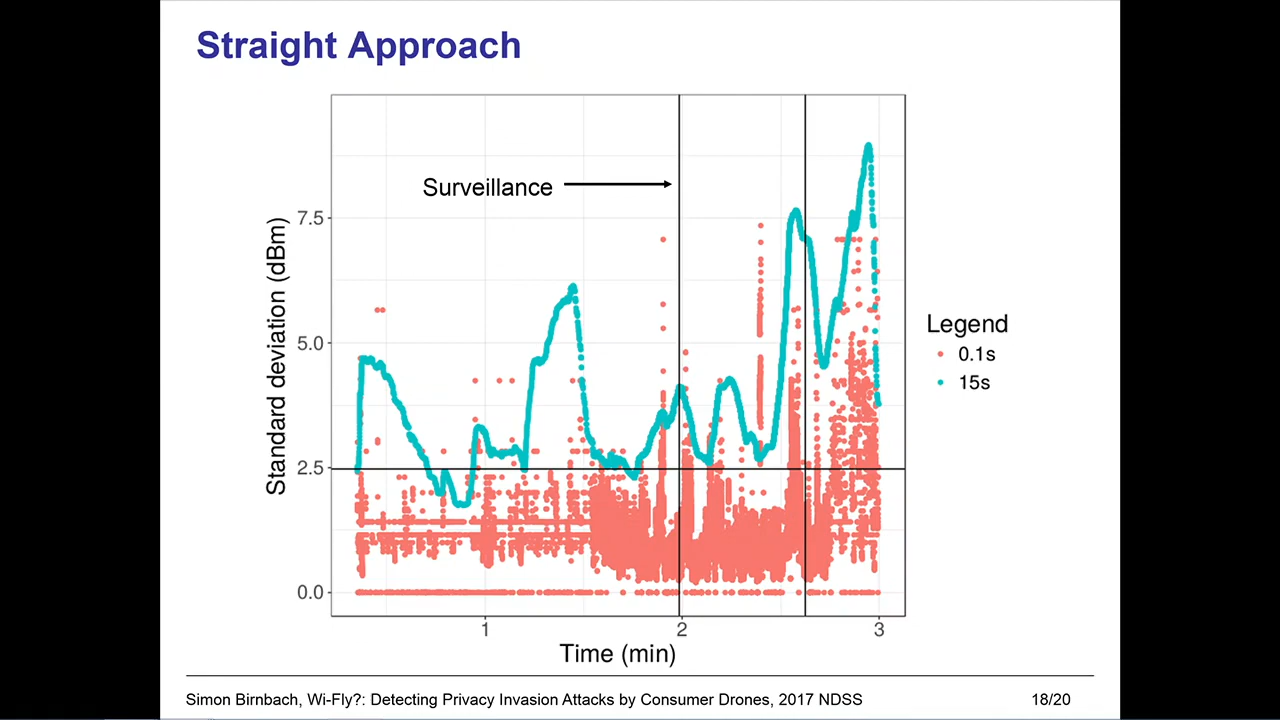 Straight Approach
Surveillance
Standard deviation (dBm)
7.5
5.0
2.5
0.0
1
2
3
Time (min)
Legend
0.1s
15s
Simon Birnbach, Wi-Fly?: Detecting Privacy Invasion Attacks by Consumer Drones, 2017 NDSS
18/20